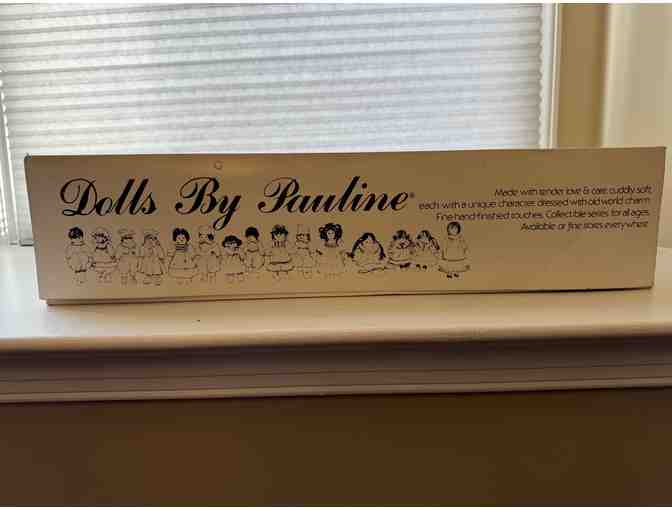 Dolls By Pauline®
Made with tender love & care, cuddly soft,
each with a unique character, dressed with old world charm.
Fine hand-finished touches. Collectible series for all ages.
Available at fine stores everywhere.